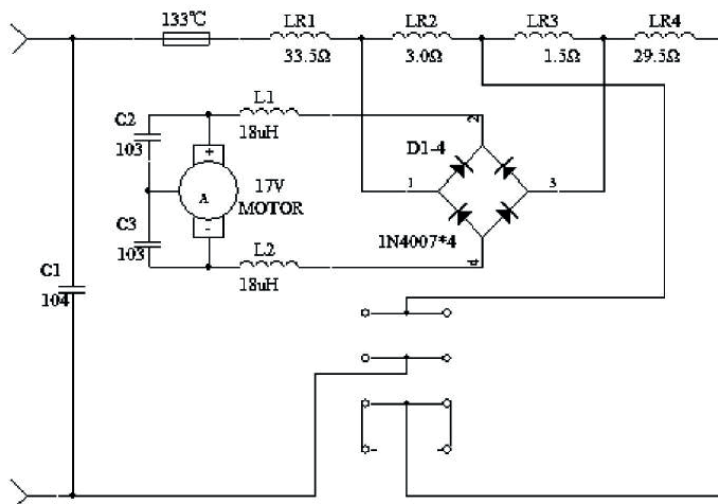 133℃
LR1
LR2
LR3
LR4
33.5Ω
3.0Ω
1.5Ω
29.5Ω
L1
18uH
C2
103
2
D1-4
+
A
17V
MOTOR
1
3
C3
103
-
1N4007*4
L2
4
18uH
C1
104